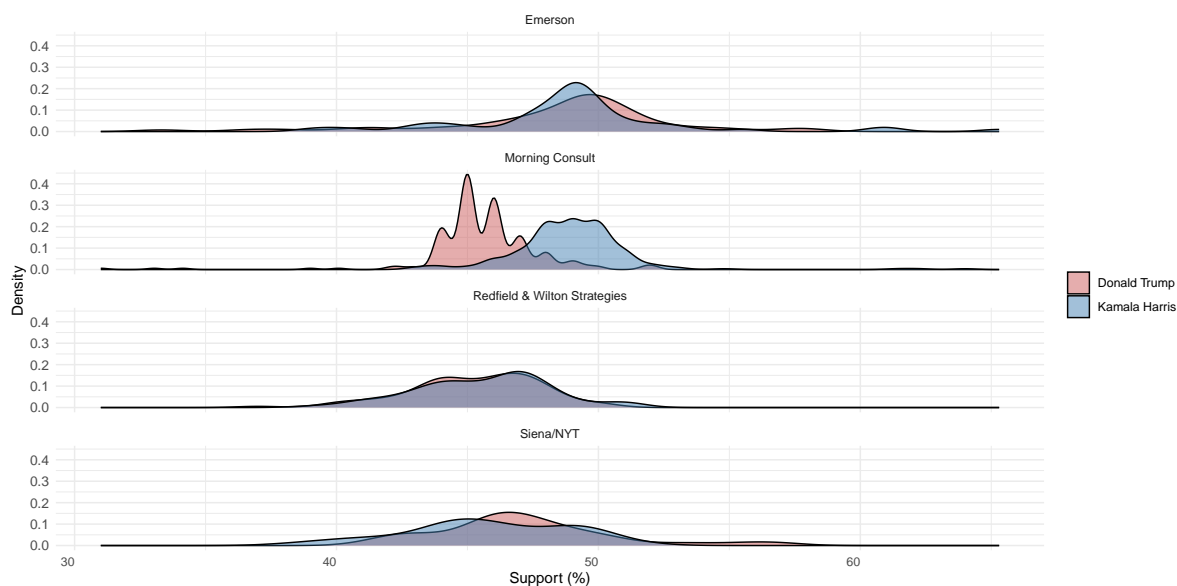 Emerson
0.4
0.3
0.2
0.1
0.0
Morning Consult
0.4
0.3
0.2
0.1
0.0
Redfield & Wilton Strategies
0.4
0.3
0.2
0.1
0.0
Siena/NYT
0.4
0.3
0.2
0.1
0.0
30 40 50 60
Support (%)
Density
Donald Trump
Kamala Harris